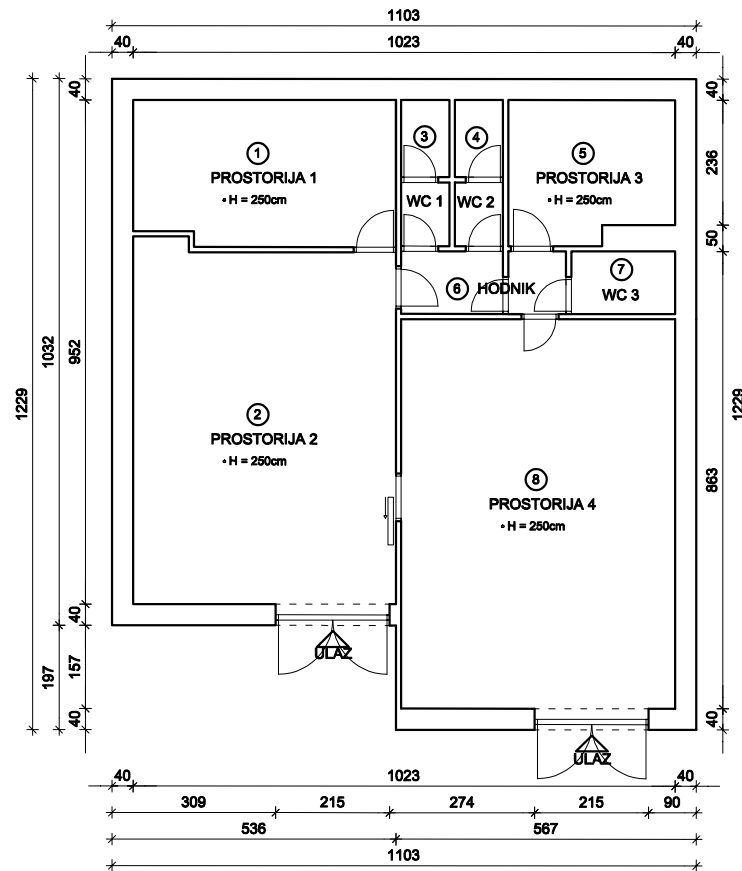 1103
40 1023 40
40 40
1 3 4 5
PROSTORIJA 1 PROSTORIJA 3
H = 250cm H = 250cm
236
WC 1 WC 2
50
6 HODNIK 7
WC 3
1032 952
1229 1229
2
PROSTORIJA 2
H = 250cm
8
PROSTORIJA 4
H = 250cm
863
40
ULAZ
197 157
40 40
ULAZ
40 1023 40
309 215 274 215 90
536 567
1103